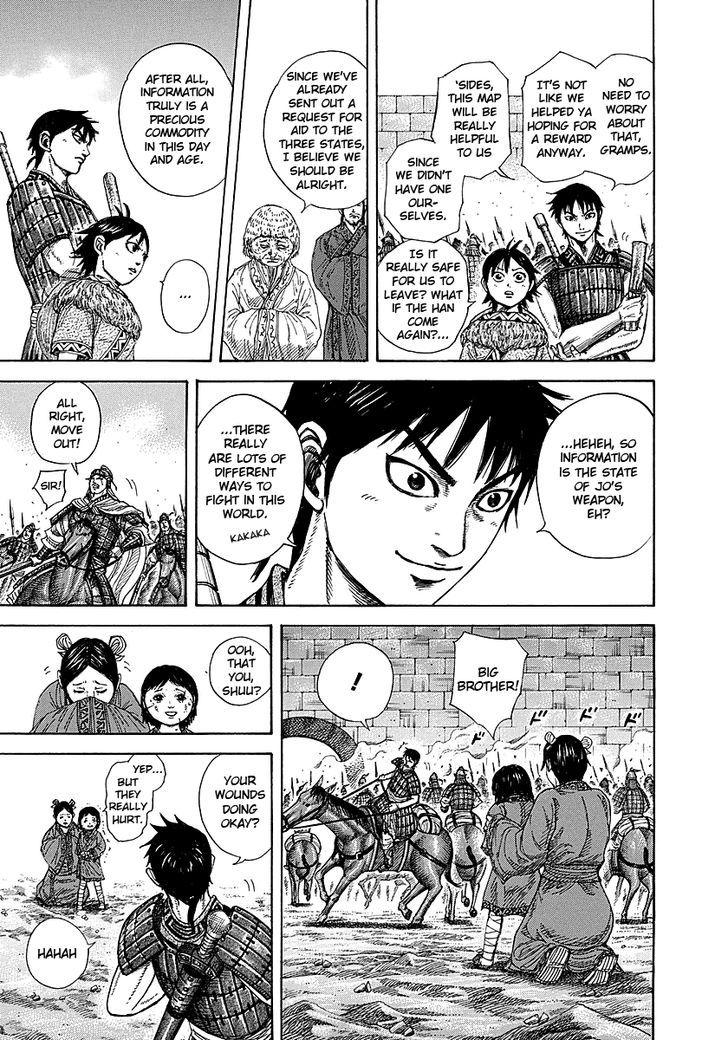 NO
NEED TO
WORRY
ABOUT
THAT,
GRAMPS.
IT'S NOT
LIKE WE
HELPED YA
HOPING FOR
A REWARD
ANYWAY.
'SIDES,
THIS MAP
WILL BE
REALLY
HELPFUL TO
US
SINCE
WE DIDN'T
HAVE ONE
OUR-
SELVES.
IS IT
REALLY SAFE
FOR US TO
LEAVE? WHAT
IF THE HAN
COME
AGAIN?...
SINCE WE'VE
ALREADY
SENT OUT A
REQUEST FOR
AID TO THE
THREE STATES,
I BELIEVE WE
SHOULD BE
ALRIGHT.
AFTER ALL,
INFORMATION
TRULY IS A
PRECIOUS
COMMODITY
IN THIS DAY
AND AGE.
...
...HEHEH, SO
INFORMATION
IS THE STATE
OF JO'S
WEAPON,
EH?
...THERE
REALLY
ARE LOTS OF
DIFFERENT
WAYS TO
FIGHT IN THIS
WORLD.
KAKAKA
ALL
RIGHT,
MOVE
OUT!
SIR!
BIG
BROTHER!
!
ド
ド
ド
OOH,
THAT
YOU,
SHUU?
YOUR
WOUNDS
DOING
OKAY?
YEP...
BUT
THEY
REALLY
HURT.
HAHAH